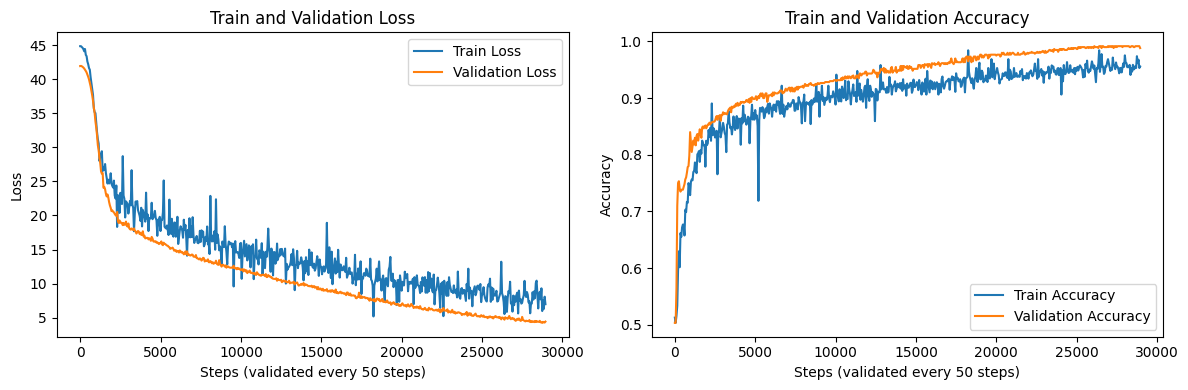 Train and Validation Loss
Loss
45
40
35
30
25
20
15
10
5
Train Loss
Validation Loss
0
5000
10000
15000
20000
25000
30000
Steps (validated every 50 steps)
Train and Validation Accuracy
Accuracy
1.0
0.9
0.8
0.7
0.6
0.5
Train Accuracy
Validation Accuracy
0
5000
10000
15000
20000
25000
30000
Steps (validated every 50 steps)